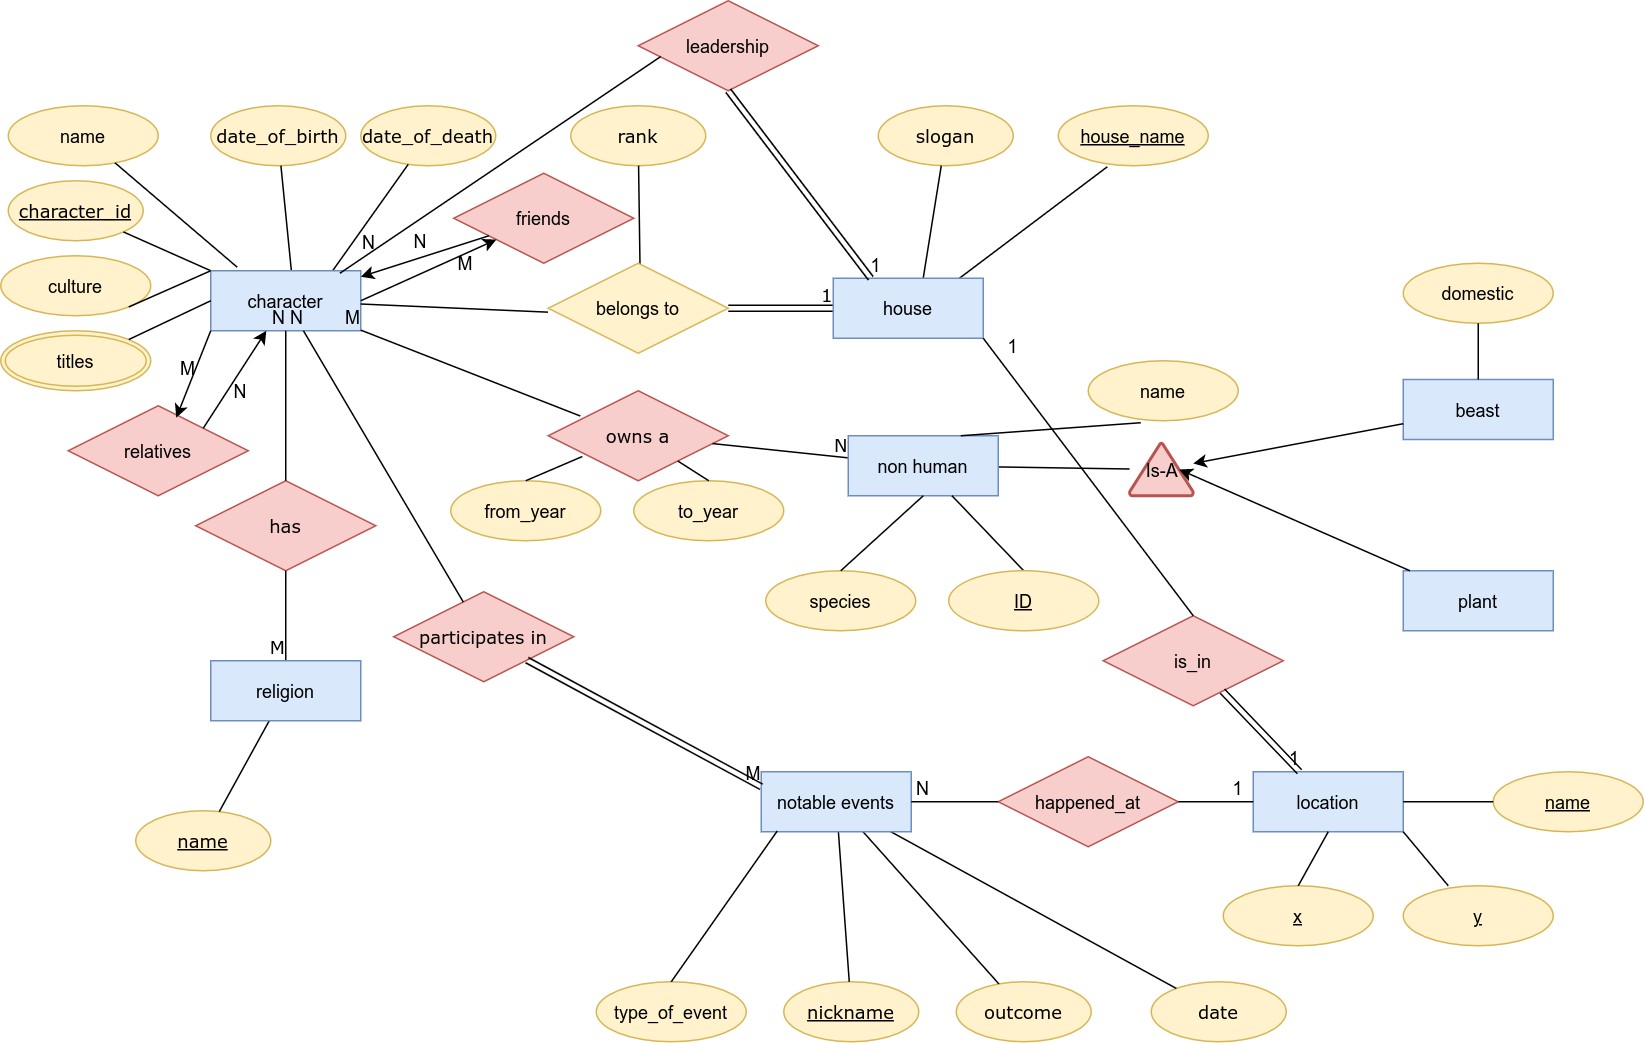 leadership
name
date_of_birth
date_of_death
rank
slogan
house_name
character_id
friends
N
N
M
culture
character
N N
M
belongs to
1
1
house
domestic
titles
M
N
relatives
1
name
beast
owns a
N
non human
Is-A
from_year
to_year
has
species
ID
plant
participates in
M
is_in
religion
M
notable events
N
happened_at
1
1
location
name
name
x
y
type_of_event
nickname
outcome
date